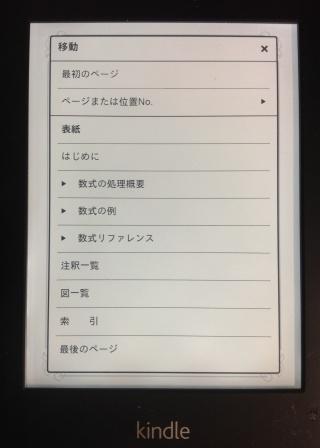 移動 ×
最初のページ
ページまたは位置No. ▶
表紙
はじめに
▶ 数式の処理概要
▶ 数式の例
▶ 数式リファレンス
注釈一覧
図一覧
索　　引
最後のページ
kindle